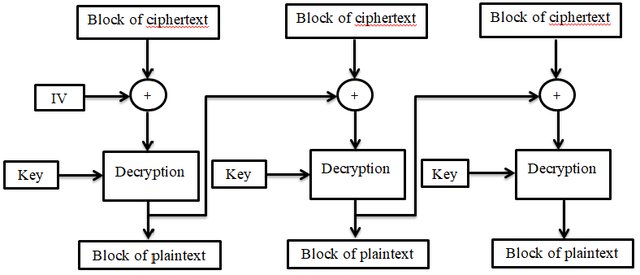 Block of ciphertext
Block of ciphertext
Block of ciphertext
IV
+
+
+
Key
Decryption
Key
Decryption
Key
Decryption
Block of plaintext
Block of plaintext
Block of plaintext